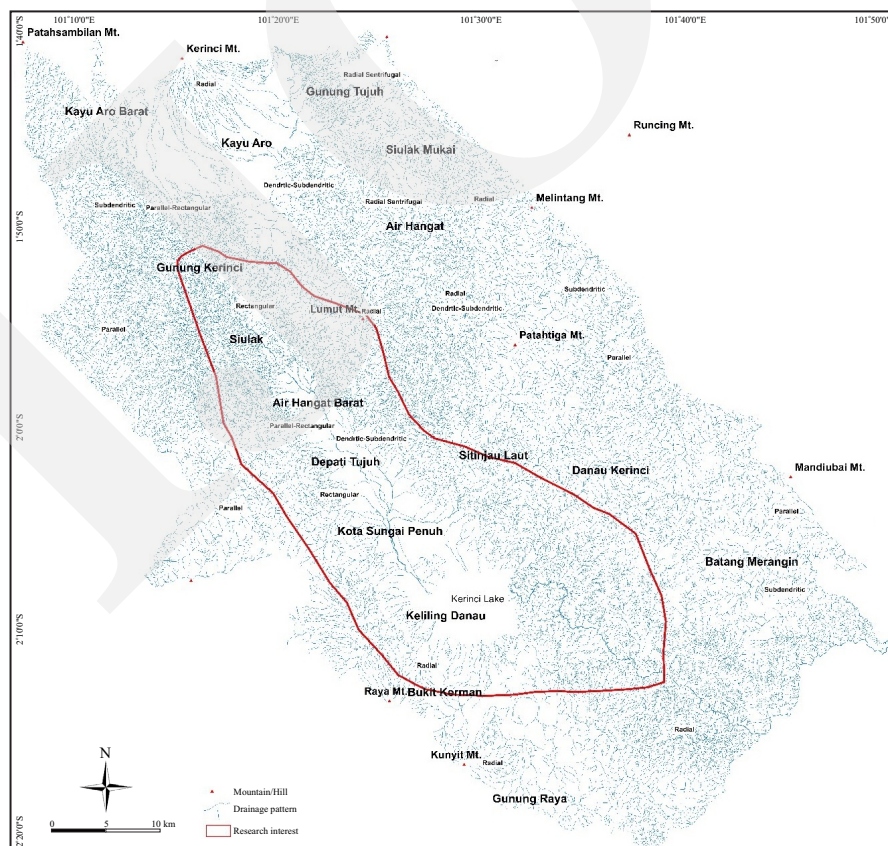 101°10'0"E
101°20'0"E
101°30'0"E
101°40'0"E
101°50'0"E
1°40'0"S
Patahsambilan Mt.
Kerinci Mt.
Radial Sentrifugal
Radial
Gunung Tujuh
Kayu Aro Barat
Runcing Mt.
Kayu Aro
Siulak Mukai
Dendrtic-Subdendritic
Melintang Mt.
Radial
Radial Sentrifugal
Subdendritic
Parallel-Rectangular
1°50'0"S
Air Hangat
Gunung Kerinci
Subdendritic
Radial
Rectangular
Lumut Mt.
Radial
Dendrtic-Subdendritic
Parallel
Siulak
Patahtiga Mt.
Parallel
Air Hangat Barat
2°0'0"S
Parallel-Rectangular
Dendrtic-Subdendritic
Sitinjau Laut
Depati Tujuh
Danau Kerinci
Mandiubai Mt.
Rectangular
Parallel
Parallel
Kota Sungai Penuh
Batang Merangin
Subdendritic
Kerinci Lake
Keliling Danau
2°10'0"S
Radial
Raya Mt.
Bukit Kerman
Radial
Kunyit Mt.
Radial
Gunung Raya
N
Mountain/Hill
Drainage pattern
0 5 10 km
Research interest
2°20'0"S